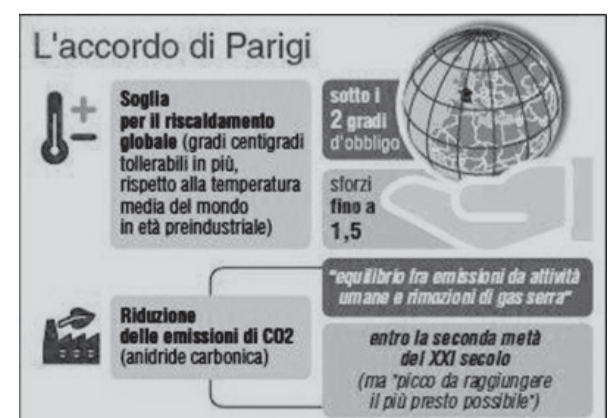 L'accordo di Parigi
Soglia
per il riscaldamento
globale (gradi centigradi
tollerabili in più,
rispetto alla temperatura
media del mondo
in età preindustriale)
sotto i
2 gradi
d'obbligo
sforzi
fino a
1,5
Riduzione
delle emissioni di CO2
(anidride carbonica)
"equilibrio fra emissioni da attività
umane e rimozioni di gas serra"
entro la seconda metà
del XXI secolo
(ma "picco da raggiungere
il più presto possibile")